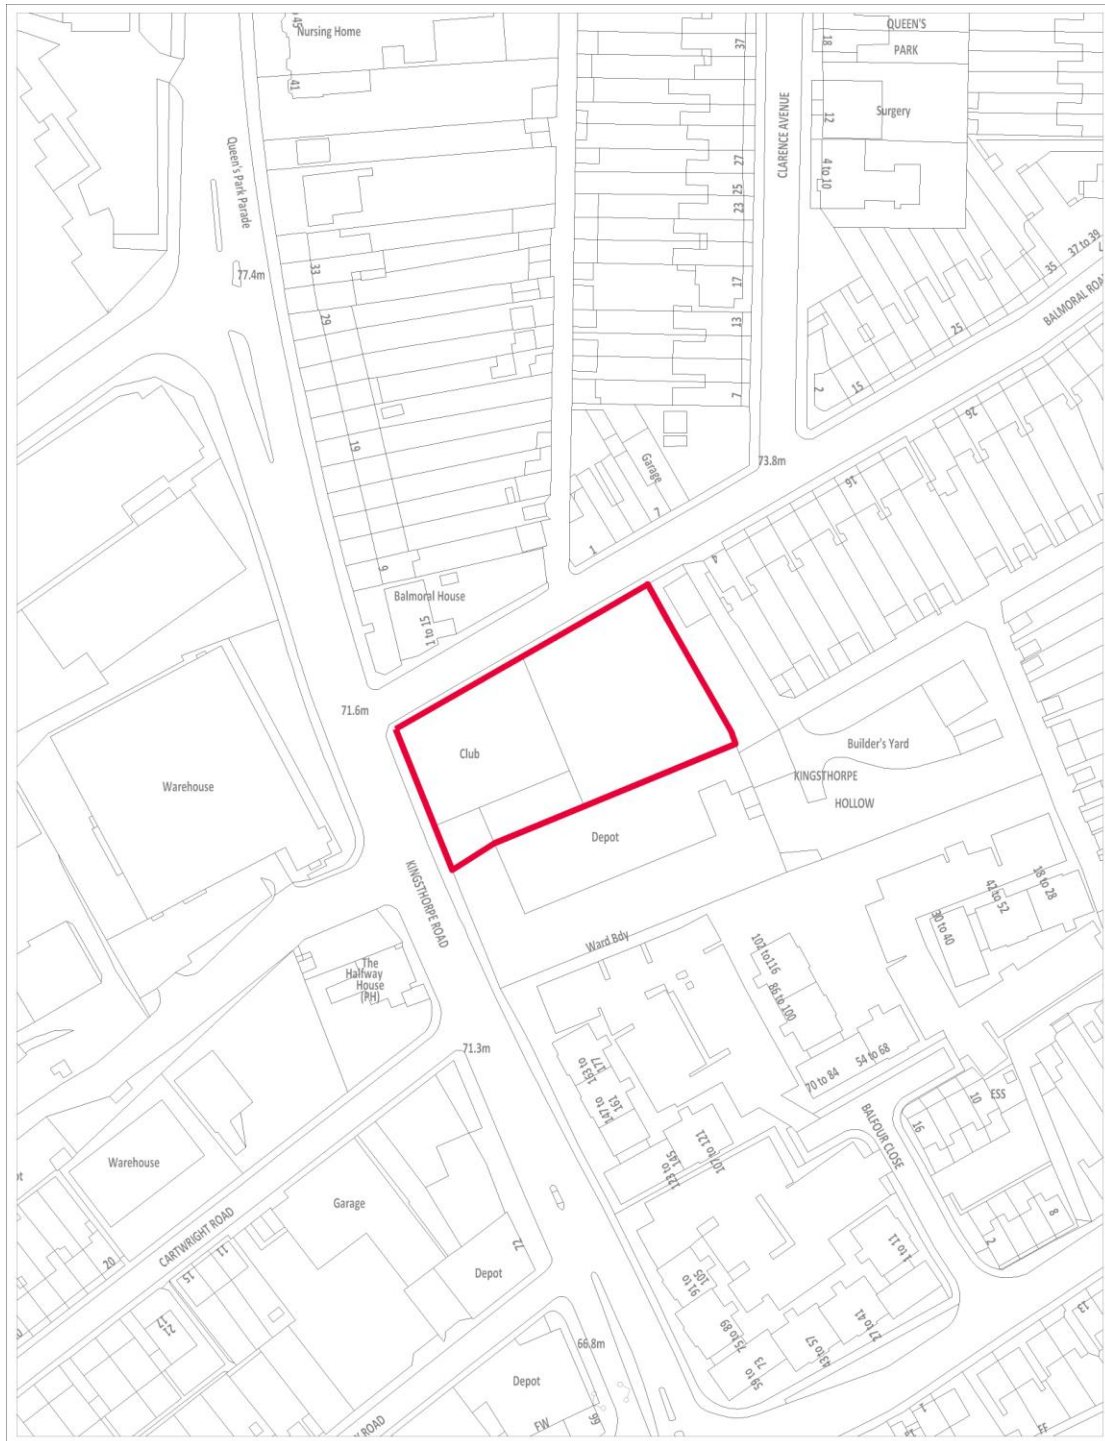 45
Nursing Home
41
37
18
QUEEN'S
PARK
CLARENCE AVENUE
12
Surgery
Queen's Park Parade
27
25
23
4 to 10
33
77.4m
17
13
35
37 to 39
BALMORAL ROA
29
25
7
2
15
19
26
Garage
73.8m
16
7
1
4
9
Balmoral House
1 to 15
71.6m
Club
Builder's Yard
KINGSTHORPE
HOLLOW
Warehouse
Depot
KINGSTHORPE ROAD
18 to 28
42 to 52
30 to 40
Ward Bdy
102 to 116
86 to 100
The
Halfway
House
(PH)
71.3m
163 to
177
147 to
161
54 to 68
70 to 84
ESS
10
16
BALFOUR CLOSE
Warehouse
123 to
145
107 to 121
Garage
CARTWRIGHT ROAD
8
2
20
11
15
72
Depot
1 to 11
91 to
105
21
17
75 to 89
27 to 41
43 to 57
59 to
73
13
66.8m
Depot
FW
66
ROAD
1